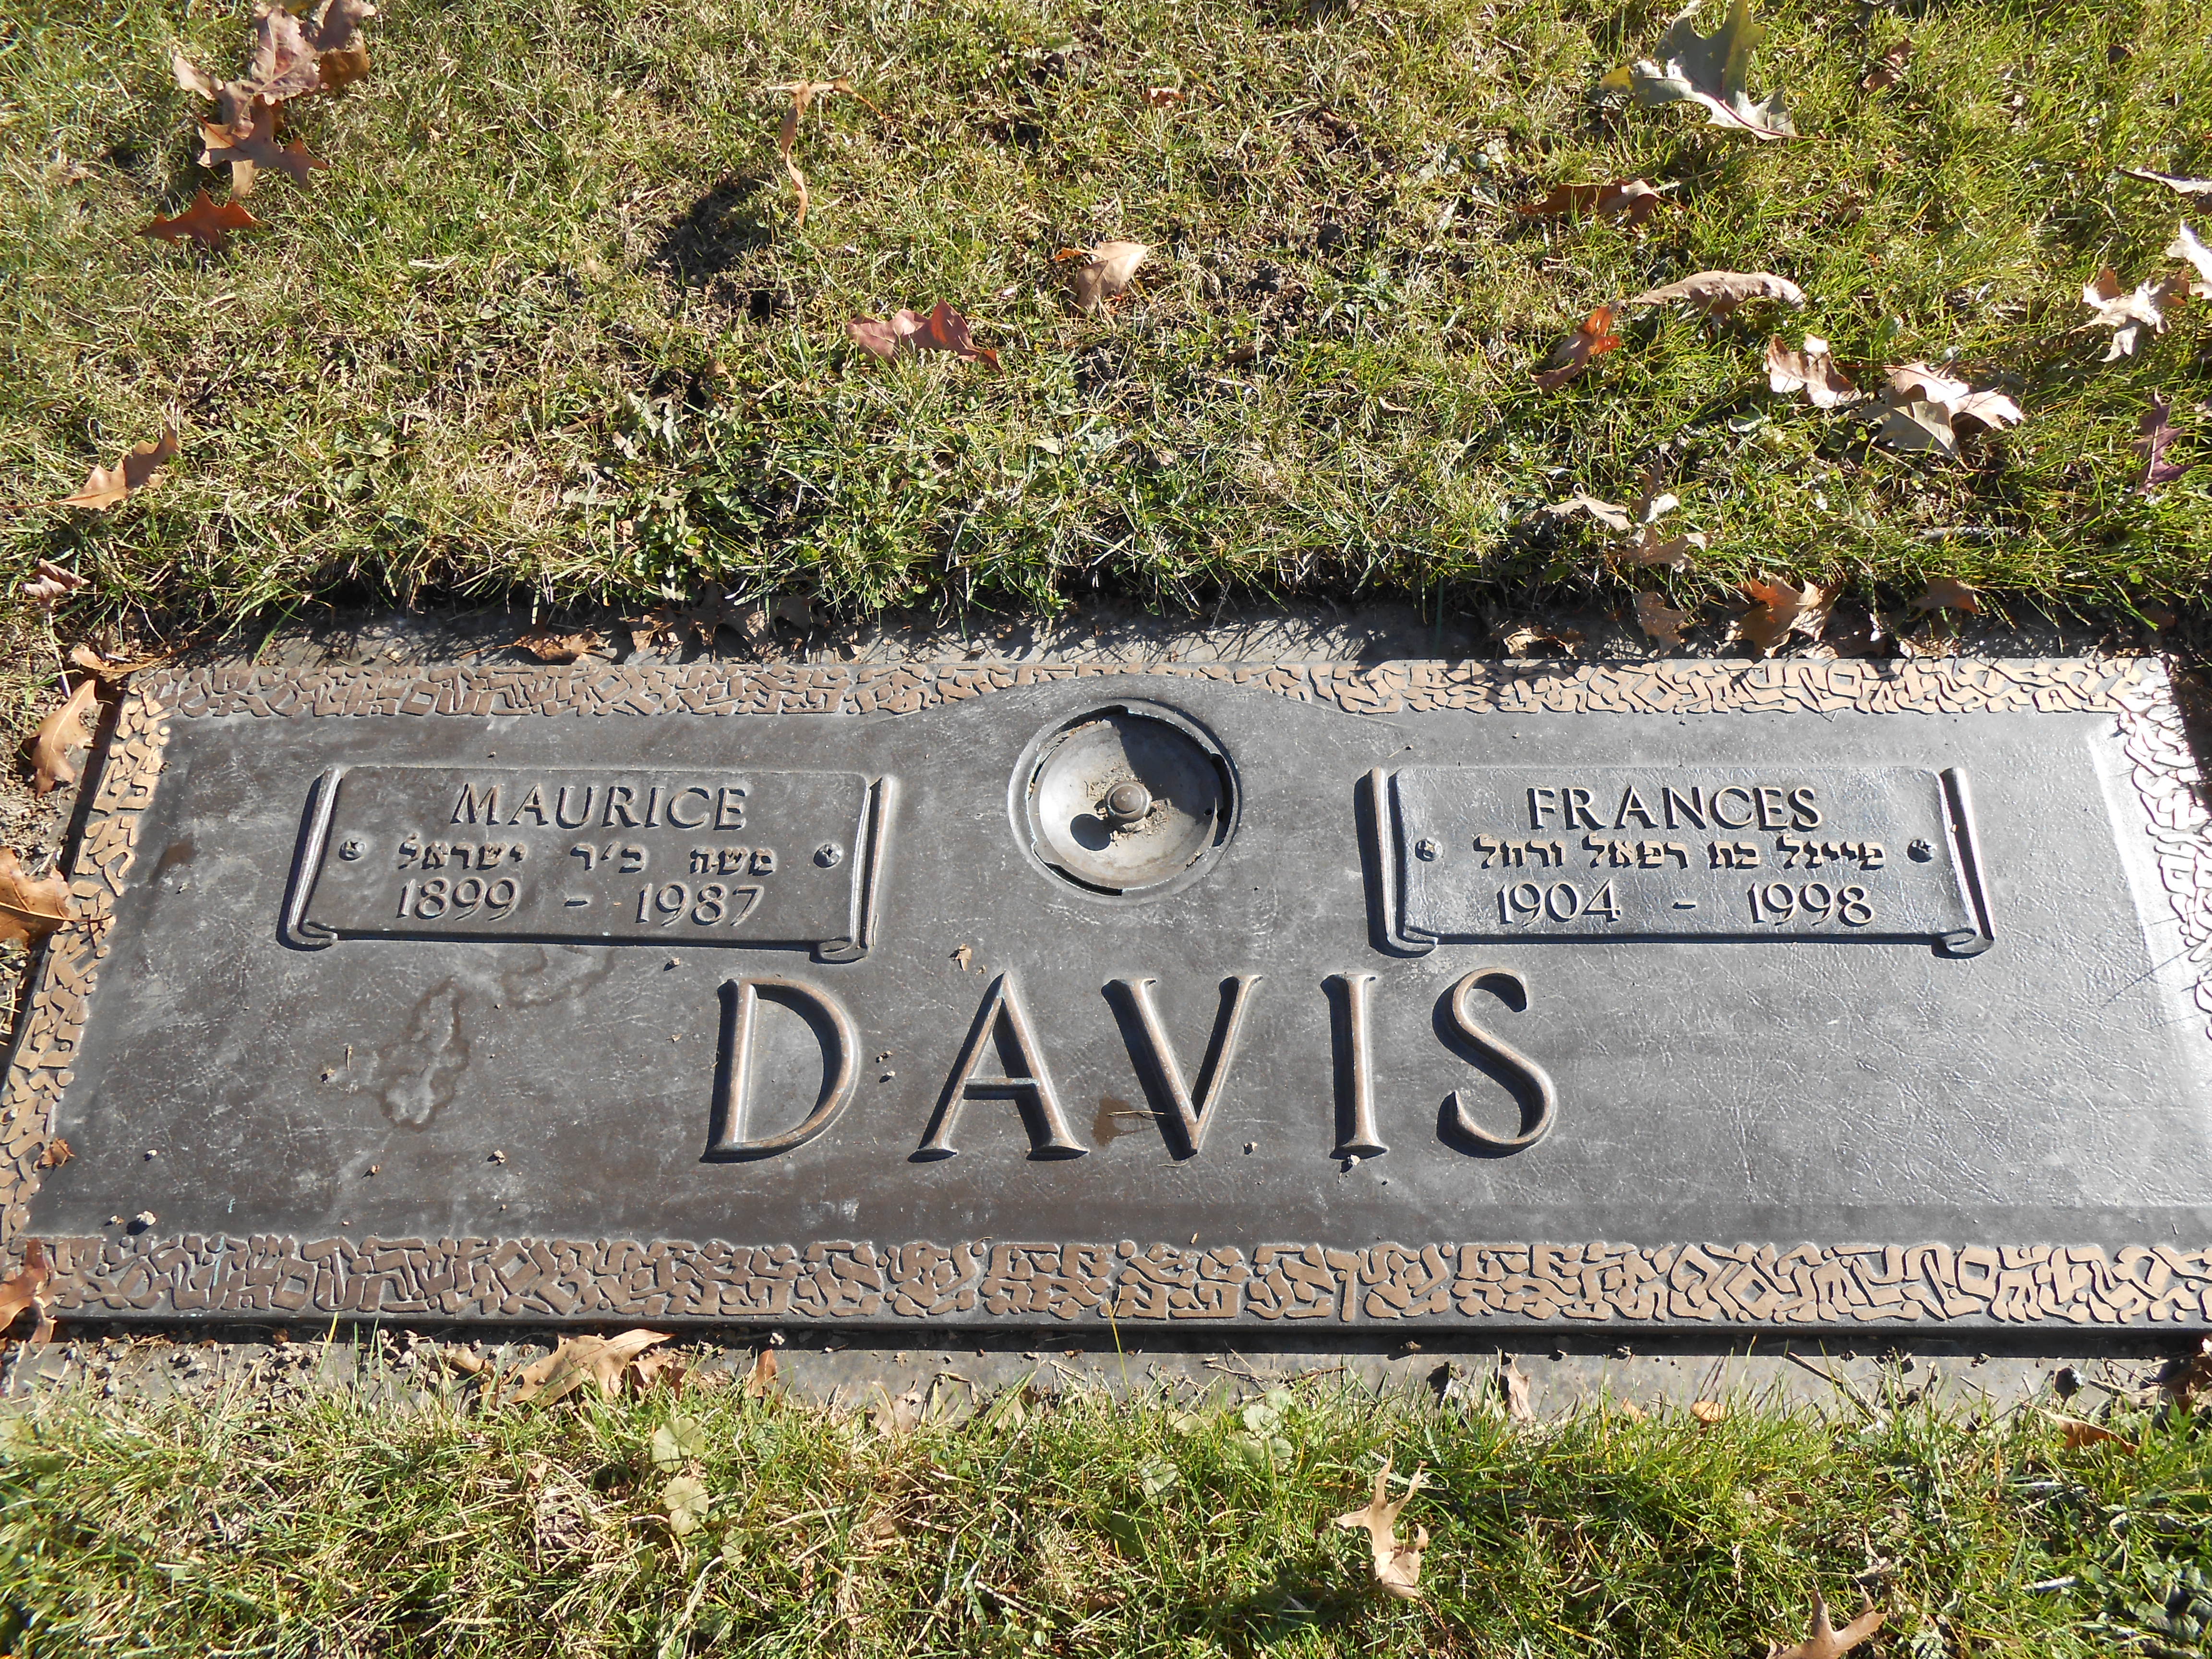 MAURICE
משה ב'ר ישראל
1899 - 1987
FRANCES
פייגל בת רפאל ורחל
1904 - 1998
DAVIS